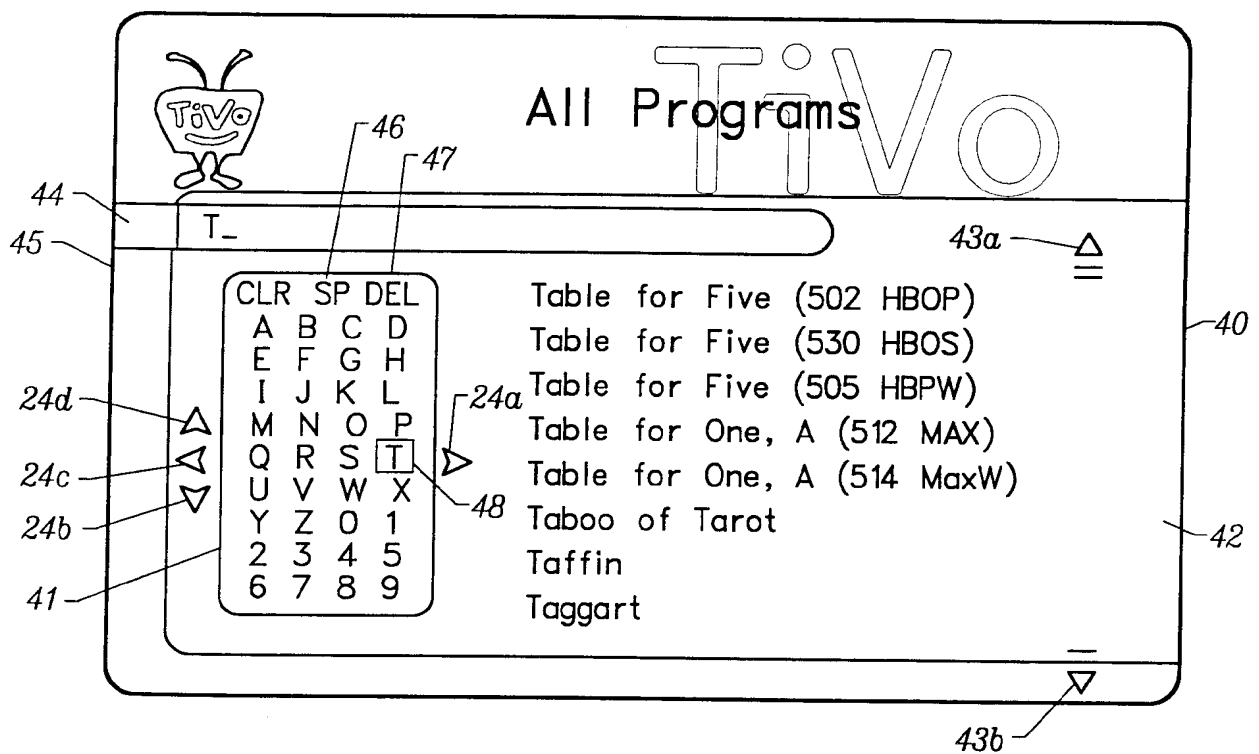 TiVo
TiVo
All Programs
46
47
44
45
T_
43a
CLR SP DEL
A B C D
E F G H
I J K L
M N O P
Q R S T
U V W X
Y Z 0 1
2 3 4 5
6 7 8 9
Table for Five (502 HBOP)
Table for Five (530 HBOS)
Table for Five (505 HBPW)
Table for One, A (512 MAX)
Table for One, A (514 MaxW)
Taboo of Tarot
Taffin
Taggart
40
24d
24a
24c
24b
48
42
41
43b